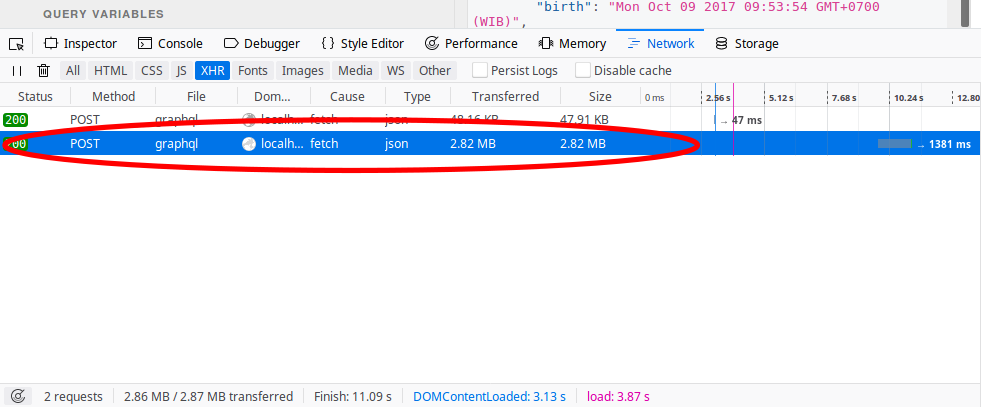 QUERY VARIABLES
"birth": "Mon Oct 09 2017 09:53:54 GMT+0700
(WIB)",
Inspector Console Debugger {} Style Editor Performance Memory Network Storage
All HTML CSS JS XHR Fonts Images Media WS Other Persist Logs Disable cache
Status Method File Dom... Cause Type Transferred Size 0 ms 2.56 s 5.12 s 7.68 s 10.24 s 12.80
200 POST graphql localh... fetch json 48.16 KB 47.91 KB → 47 ms
200 POST graphql localh... fetch json 2.82 MB 2.82 MB → 1381 ms
2 requests 2.86 MB / 2.87 MB transferred Finish: 11.09 s DOMContentLoaded: 3.13 s load: 3.87 s